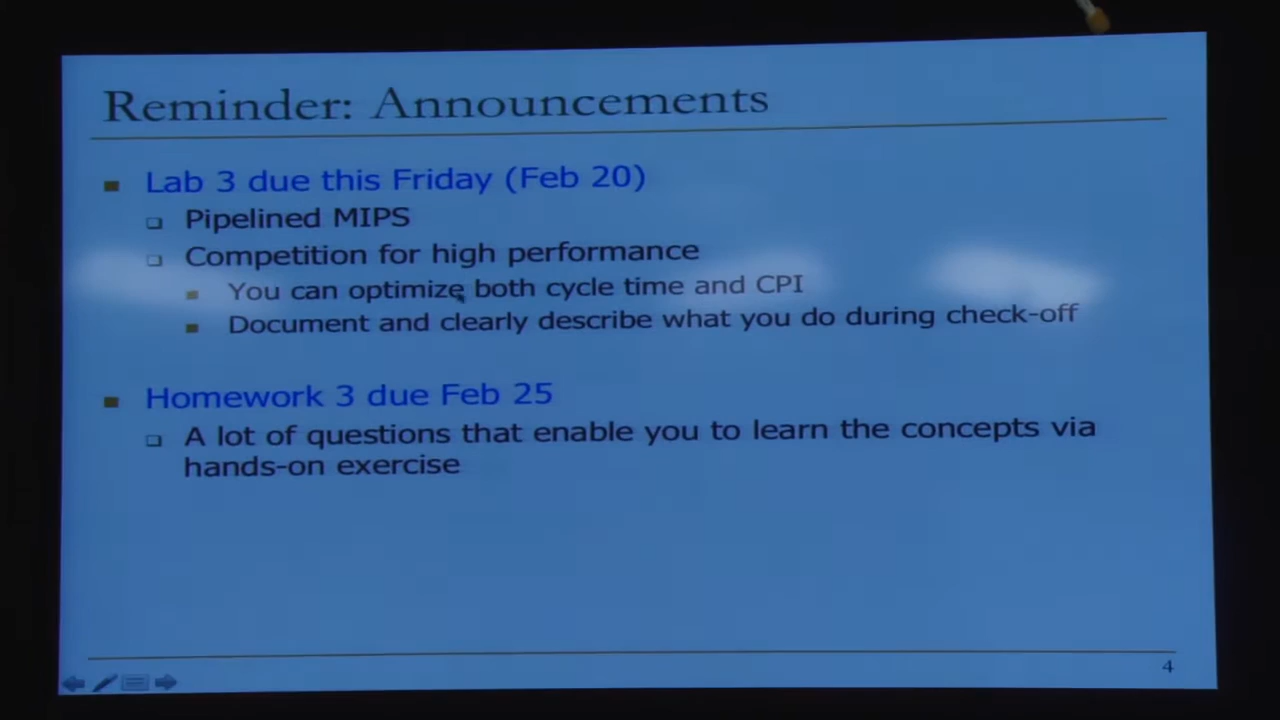 Reminder: Announcements
Lab 3 due this Friday (Feb 20)
Pipelined MIPS
Competition for high performance
You can optimize both cycle time and CPI
Document and clearly describe what you do during check-off
Homework 3 due Feb 25
A lot of questions that enable you to learn the concepts via
hands-on exercise
4